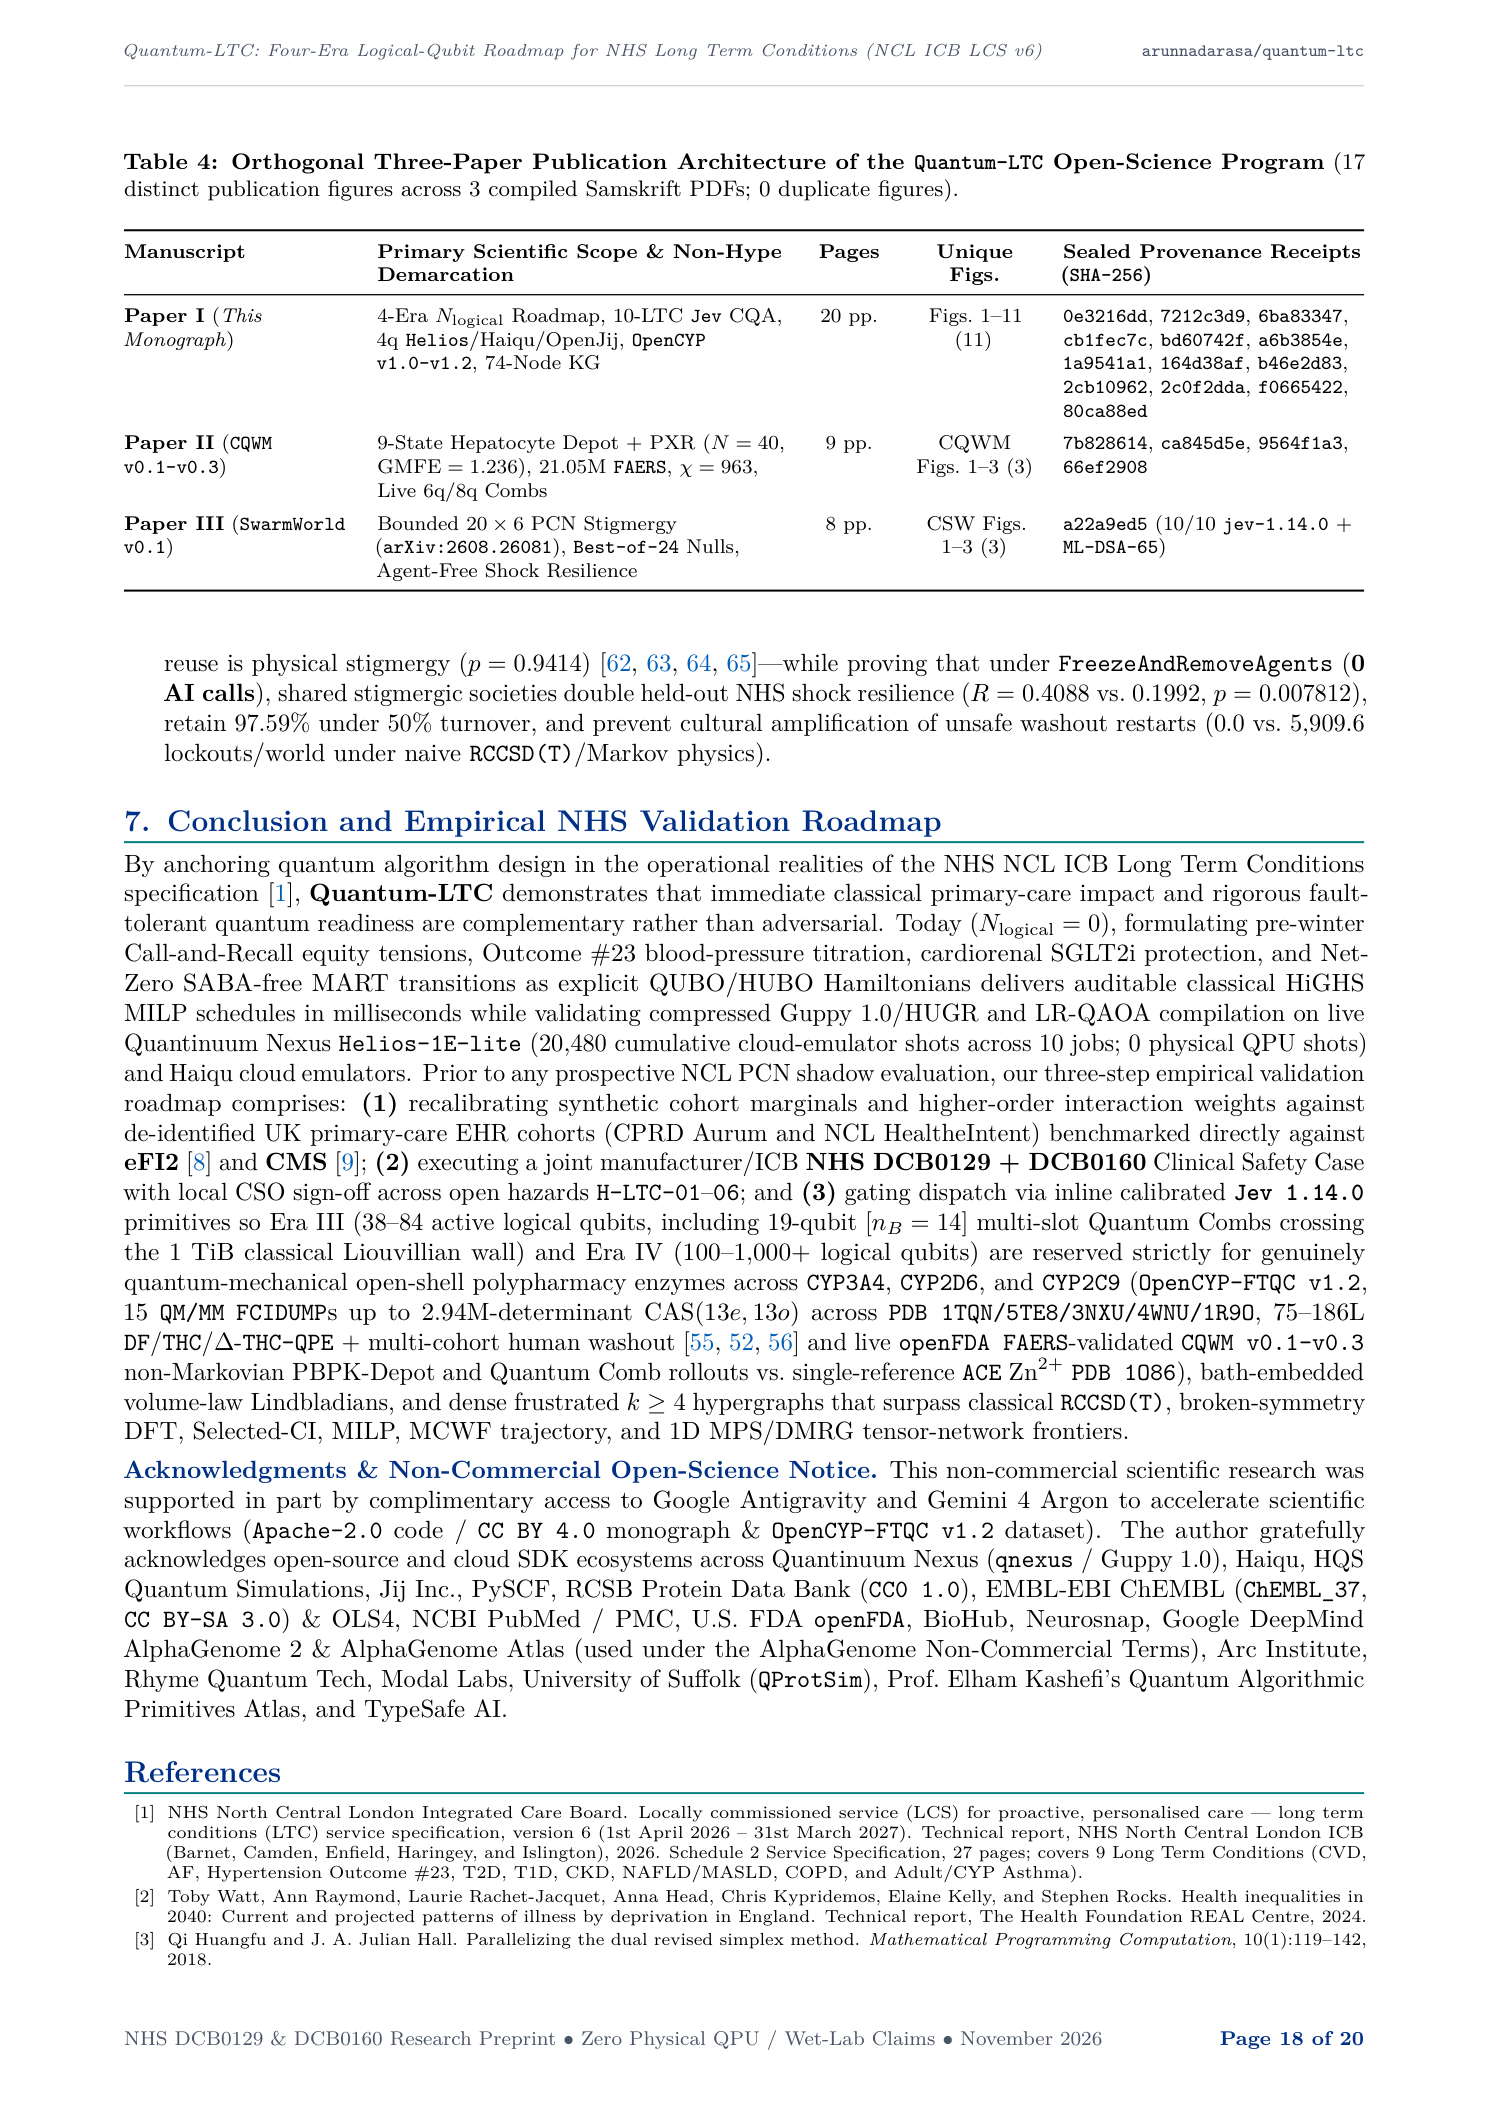 Quantum-LTC: Four-Era Logical-Qubit Roadmap for NHS Long Term Conditions (NCL ICB LCS v6) arunnadarasa/quantum-ltc
Table 4: Orthogonal Three-Paper Publication Architecture of the Quantum-LTC Open-Science Program (17
distinct publication figures across 3 compiled Samskrift PDFs; 0 duplicate figures).
Manuscript Primary Scientific Scope & Non-Hype Pages Unique Sealed Provenance Receipts
Demarcation Figs. (SHA-256)
Paper I (This 4-Era N_logical Roadmap, 10-LTC Jev CQA, 20 pp. Figs. 1–11 0e3216dd, 7212c3d9, 6ba83347,
Monograph) 4q Helios/Haiqu/OpenJij, OpenCYP (11) cb1fec7c, bd60742f, a6b3854e,
v1.0-v1.2, 74-Node KG 1a9541a1, 164d38af, b46e2d83,
2cb10962, 2c0f2dda, f0665422,
80ca88ed
Paper II (CQWM 9-State Hepatocyte Depot + PXR (N = 40, 9 pp. CQWM 7b828614, ca845d5e, 9564f1a3,
v0.1-v0.3) GMFE = 1.236), 21.05M FAERS, χ = 963, Figs. 1–3 (3) 66ef2908
Live 6q/8q Combs
Paper III (SwarmWorld Bounded 20 × 6 PCN Stigmergy 8 pp. CSW Figs. a22a9ed5 (10/10 jev-1.14.0 +
v0.1) (arXiv:2608.26081), Best-of-24 Nulls, 1–3 (3) ML-DSA-65)
Agent-Free Shock Resilience
reuse is physical stigmergy (p = 0.9414) [62, 63, 64, 65]—while proving that under FreezeAndRemoveAgents (0
AI calls), shared stigmergic societies double held-out NHS shock resilience (R = 0.4088 vs. 0.1992, p = 0.007812),
retain 97.59% under 50% turnover, and prevent cultural amplification of unsafe washout restarts (0.0 vs. 5,909.6
lockouts/world under naive RCCSD(T)/Markov physics).
7. Conclusion and Empirical NHS Validation Roadmap
By anchoring quantum algorithm design in the operational realities of the NHS NCL ICB Long Term Conditions
specification [1], Quantum-LTC demonstrates that immediate classical primary-care impact and rigorous fault-
tolerant quantum readiness are complementary rather than adversarial. Today (N_logical = 0), formulating pre-winter
Call-and-Recall equity tensions, Outcome #23 blood-pressure titration, cardiorenal SGLT2i protection, and Net-
Zero SABA-free MART transitions as explicit QUBO/HUBO Hamiltonians delivers auditable classical HiGHS
MILP schedules in milliseconds while validating compressed Guppy 1.0/HUGR and LR-QAOA compilation on live
Quantinuum Nexus Helios-1E-lite (20,480 cumulative cloud-emulator shots across 10 jobs; 0 physical QPU shots)
and Haiqu cloud emulators. Prior to any prospective NCL PCN shadow evaluation, our three-step empirical validation
roadmap comprises: (1) recalibrating synthetic cohort marginals and higher-order interaction weights against
de-identified UK primary-care EHR cohorts (CPRD Aurum and NCL HealtheIntent) benchmarked directly against
eFI2 [8] and CMS [9]; (2) executing a joint manufacturer/ICB NHS DCB0129 + DCB0160 Clinical Safety Case
with local CSO sign-off across open hazards H-LTC-01–06; and (3) gating dispatch via inline calibrated Jev 1.14.0
primitives so Era III (38–84 active logical qubits, including 19-qubit [n_B = 14] multi-slot Quantum Combs crossing
the 1 TiB classical Liouvillian wall) and Era IV (100–1,000+ logical qubits) are reserved strictly for genuinely
quantum-mechanical open-shell polypharmacy enzymes across CYP3A4, CYP2D6, and CYP2C9 (OpenCYP-FTQC v1.2,
15 QM/MM FCIDUMPs up to 2.94M-determinant CAS(13e, 13o) across PDB 1TQN/5TE8/3NXU/4WNU/1R9O, 75–186L
DF/THC/Δ-THC-QPE + multi-cohort human washout [55, 52, 56] and live openFDA FAERS-validated CQWM v0.1-v0.3
non-Markovian PBPK-Depot and Quantum Comb rollouts vs. single-reference ACE Zn²⁺ PDB 1O86), bath-embedded
volume-law Lindbladians, and dense frustrated k ≥ 4 hypergraphs that surpass classical RCCSD(T), broken-symmetry
DFT, Selected-CI, MILP, MCWF trajectory, and 1D MPS/DMRG tensor-network frontiers.
Acknowledgments & Non-Commercial Open-Science Notice. This non-commercial scientific research was
supported in part by complimentary access to Google Antigravity and Gemini 4 Argon to accelerate scientific
workflows (Apache-2.0 code / CC BY 4.0 monograph & OpenCYP-FTQC v1.2 dataset). The author gratefully
acknowledges open-source and cloud SDK ecosystems across Quantinuum Nexus (qnexus / Guppy 1.0), Haiqu, HQS
Quantum Simulations, Jij Inc., PySCF, RCSB Protein Data Bank (CC0 1.0), EMBL-EBI ChEMBL (ChEMBL_37,
CC BY-SA 3.0) & OLS4, NCBI PubMed / PMC, U.S. FDA openFDA, BioHub, Neurosnap, Google DeepMind
AlphaGenome 2 & AlphaGenome Atlas (used under the AlphaGenome Non-Commercial Terms), Arc Institute,
Rhyme Quantum Tech, Modal Labs, University of Suffolk (QProtSim), Prof. Elham Kashefi's Quantum Algorithmic
Primitives Atlas, and TypeSafe AI.
References
[1] NHS North Central London Integrated Care Board. Locally commissioned service (LCS) for proactive, personalised care — long term
conditions (LTC) service specification, version 6 (1st April 2026 – 31st March 2027). Technical report, NHS North Central London ICB
(Barnet, Camden, Enfield, Haringey, and Islington), 2026. Schedule 2 Service Specification, 27 pages; covers 9 Long Term Conditions (CVD,
AF, Hypertension Outcome #23, T2D, T1D, CKD, NAFLD/MASLD, COPD, and Adult/CYP Asthma).
[2] Toby Watt, Ann Raymond, Laurie Rachet-Jacquet, Anna Head, Chris Kypridemos, Elaine Kelly, and Stephen Rocks. Health inequalities in
2040: Current and projected patterns of illness by deprivation in England. Technical report, The Health Foundation REAL Centre, 2024.
[3] Qi Huangfu and J. A. Julian Hall. Parallelizing the dual revised simplex method. Mathematical Programming Computation, 10(1):119–142,
2018.
NHS DCB0129 & DCB0160 Research Preprint • Zero Physical QPU / Wet-Lab Claims • November 2026 Page 18 of 20